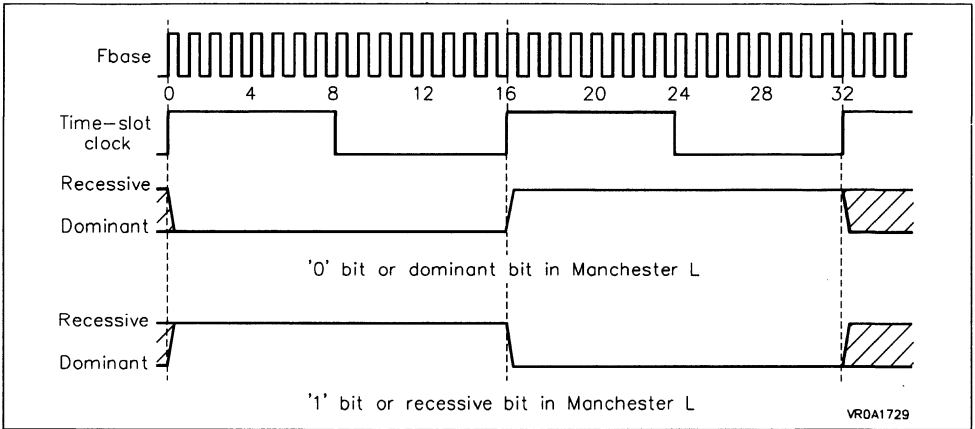 Fbase
0 4 8 12 16 20 24 28 32
Time-slot
clock
Recessive
Dominant
'0' bit or dominant bit in Manchester L
Recessive
Dominant
'1' bit or recessive bit in Manchester L
VR0A1729